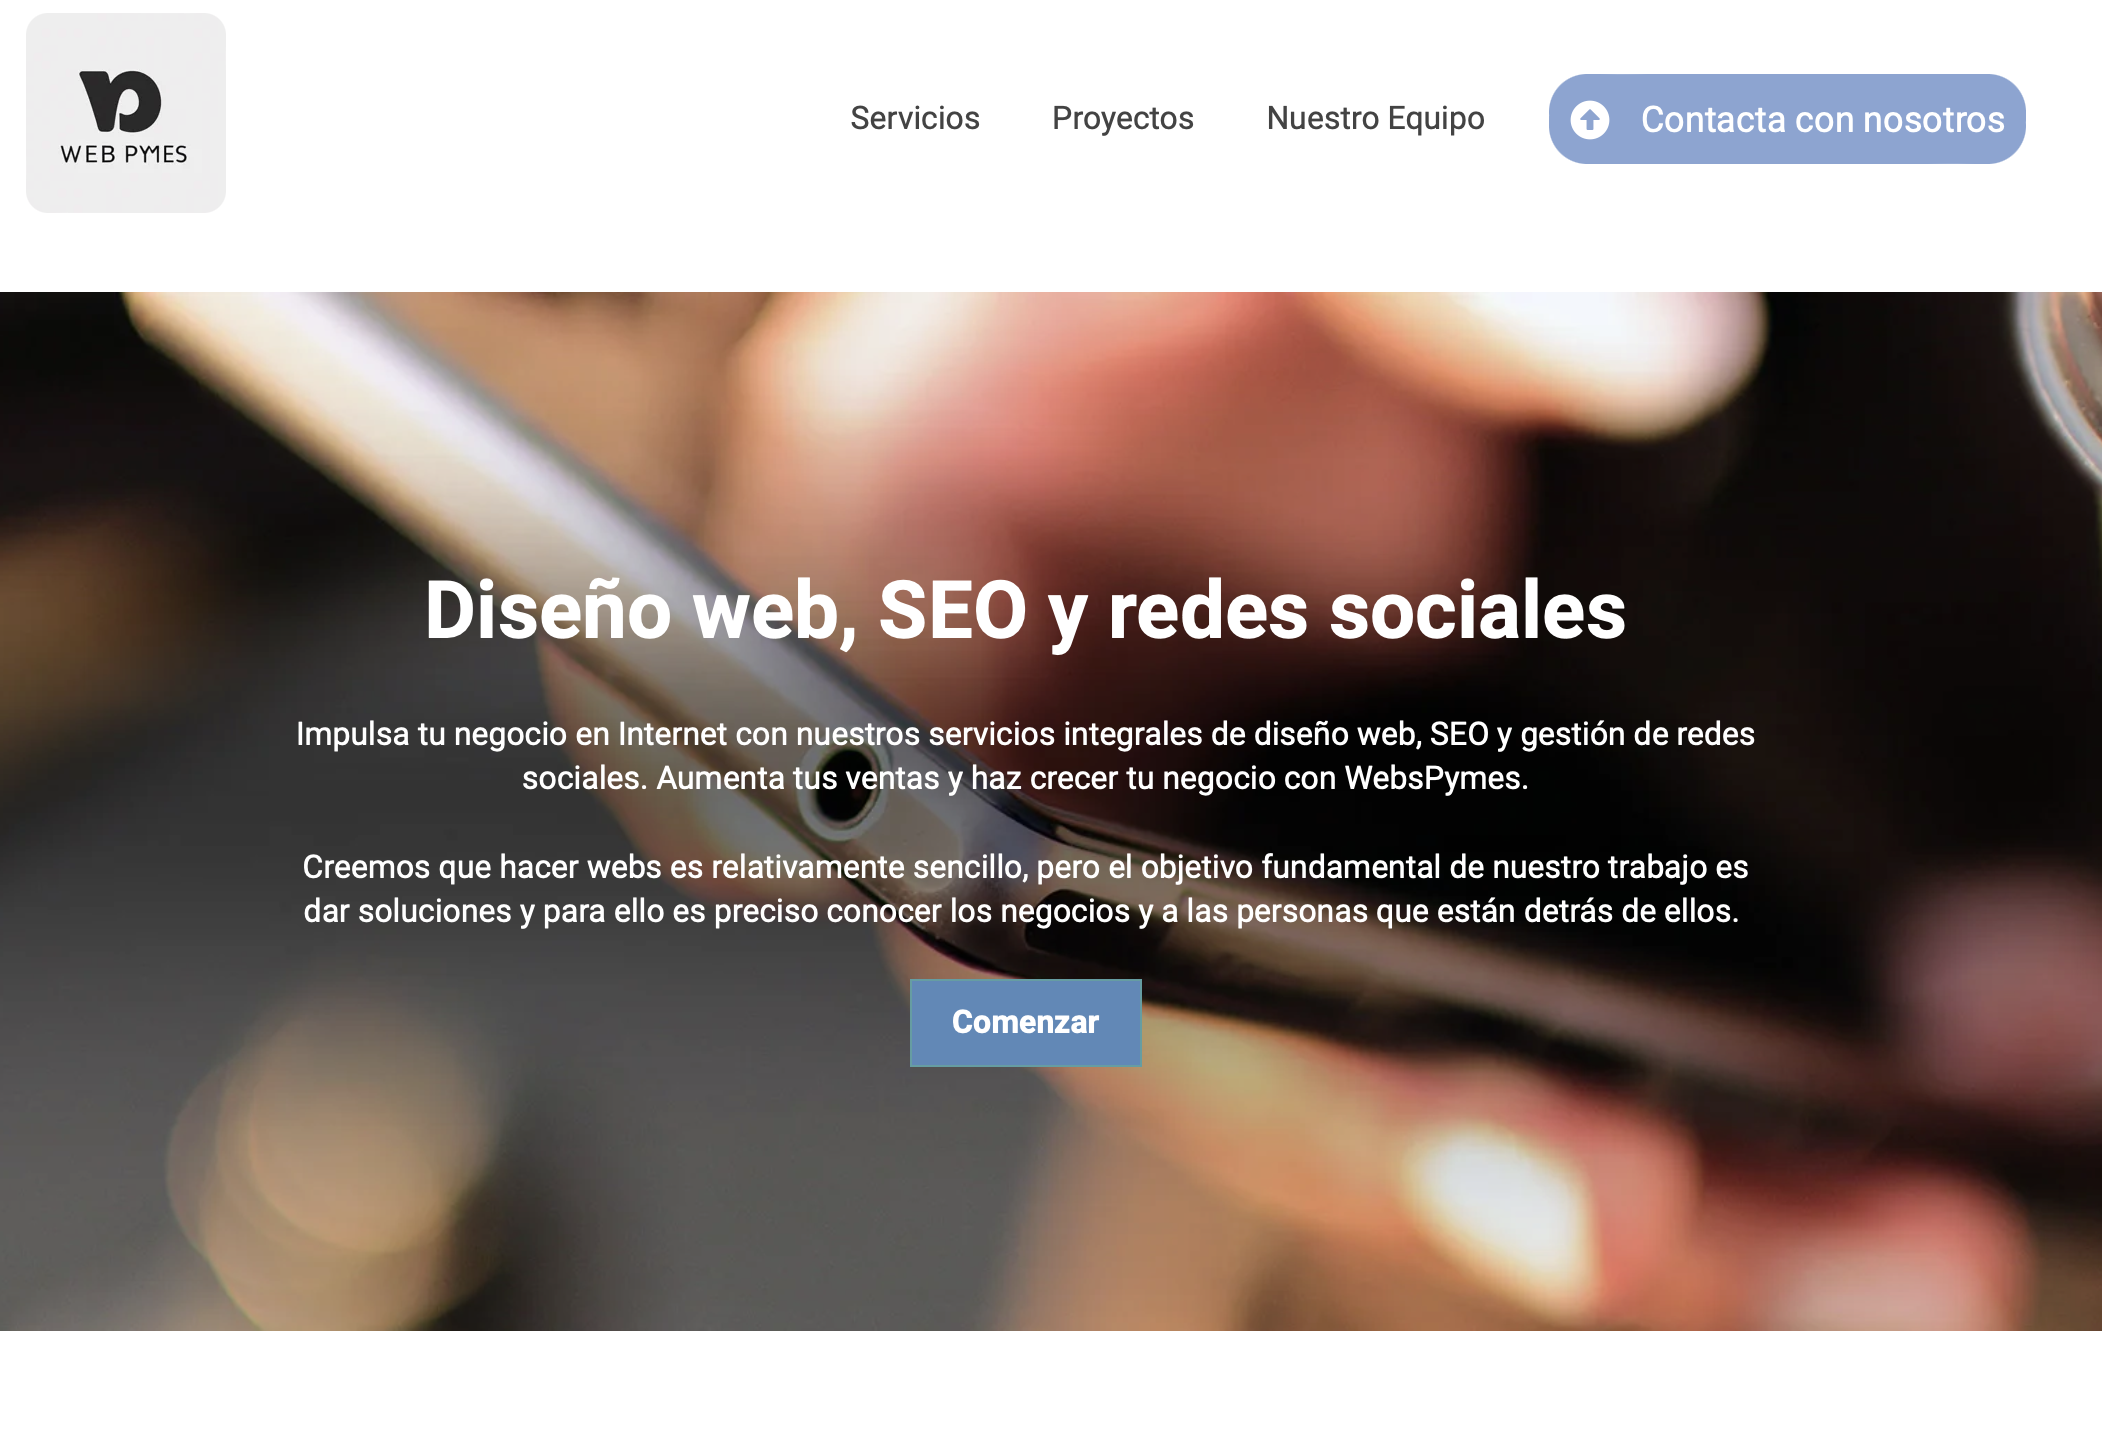 WEB PYMES
Servicios
Proyectos
Nuestro Equipo
Contacta con nosotros
Diseño web, SEO y redes sociales
Impulsa tu negocio en Internet con nuestros servicios integrales de diseño web, SEO y gestión de redes
sociales. Aumenta tus ventas y haz crecer tu negocio con WebsPymes.
Creemos que hacer webs es relativamente sencillo, pero el objetivo fundamental de nuestro trabajo es
dar soluciones y para ello es preciso conocer los negocios y a las personas que están detrás de ellos.
Comenzar